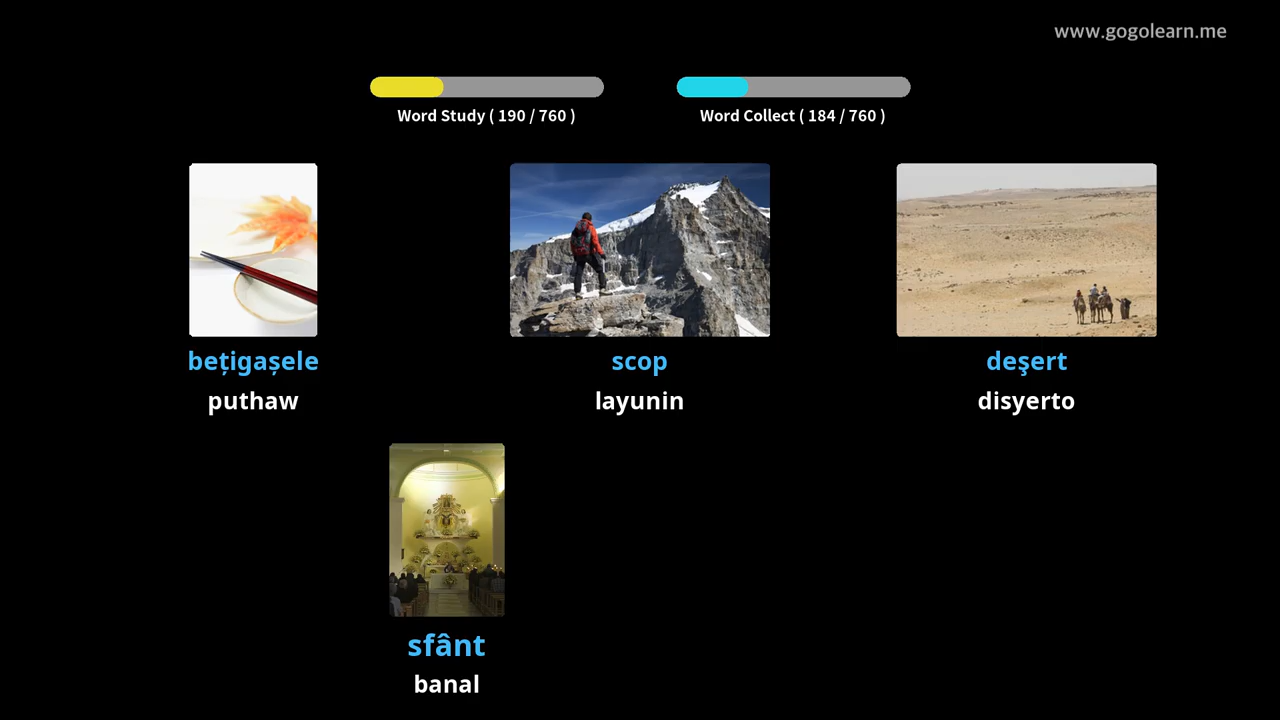 www.gogolearn.me
Word Study ( 190 / 760 )
Word Collect ( 184 / 760 )
bețigașele
puthaw
scop
layunin
deşert
disyerto
sfânt
banal